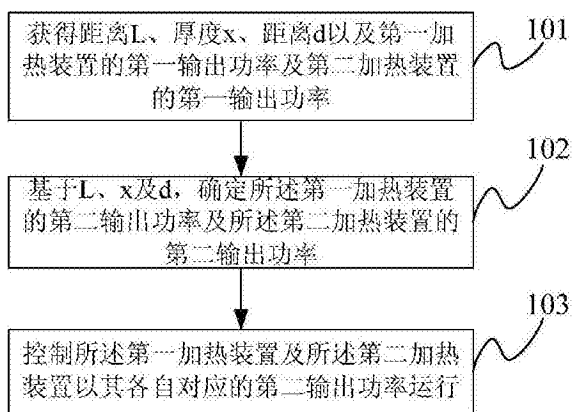 获得距离L、厚度x、距离d以及第一加
热装置的第一输出功率及第二加热装置
的第一输出功率
101
基于L、x及d，确定所述第一加热装置
的第二输出功率及所述第二加热装置的
第二输出功率
102
控制所述第一加热装置及所述第二加热
装置以其各自对应的第二输出功率运行
103